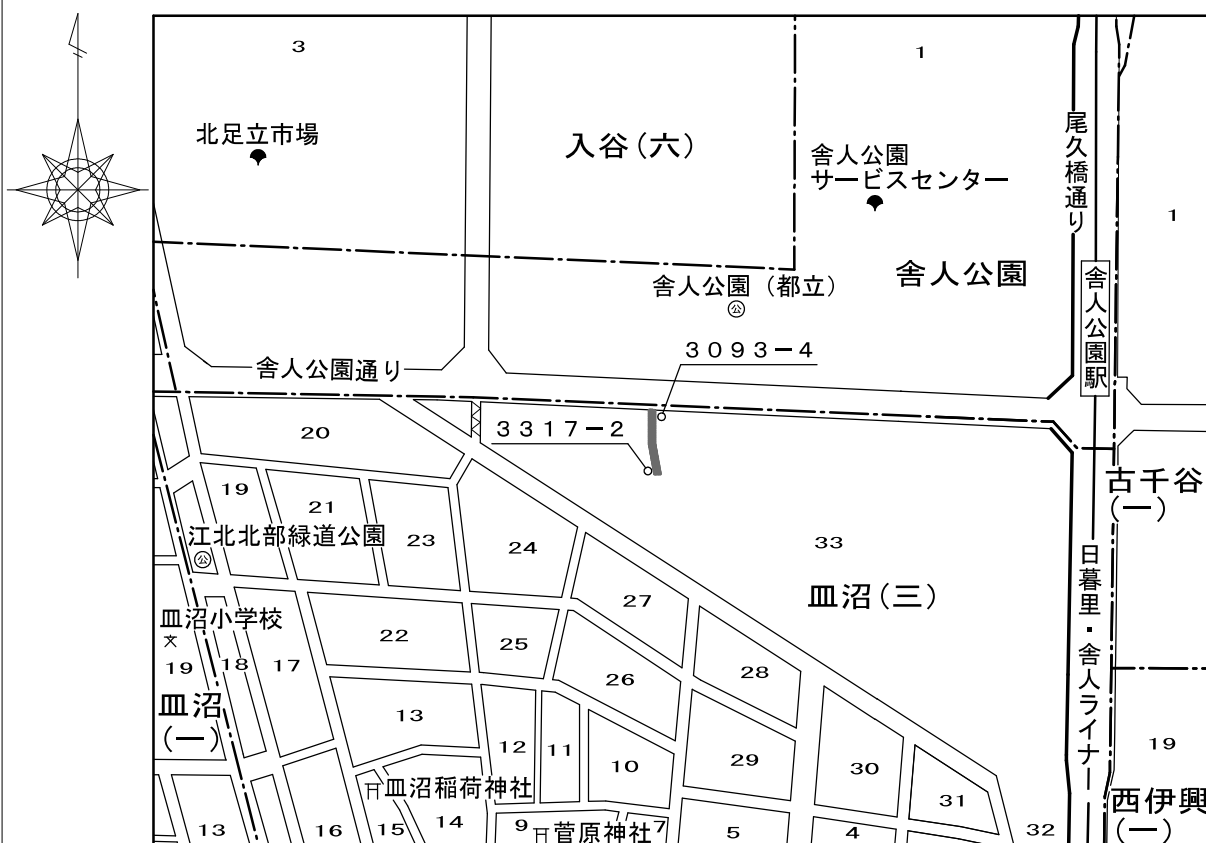 3
1
北足立市場
入谷(六)
舎人公園
サービスセンター
尾久橋通り
1
舎人公園
舎人公園(都立)
公
舎人公園駅
3093-4
舎人公園通り
20
3317-2
古千谷
(一)
19
21
23
24
33
江北北部緑道公園
公
日暮里・舎人ライナー
27
皿沼(三)
皿沼小学校
文
22
25
19
18
17
26
28
皿沼
(一)
13
12
11
10
29
30
19
皿沼稲荷神社
31
西伊興
(一)
13
16
15
14
9
菅原神社
7
5
4
32